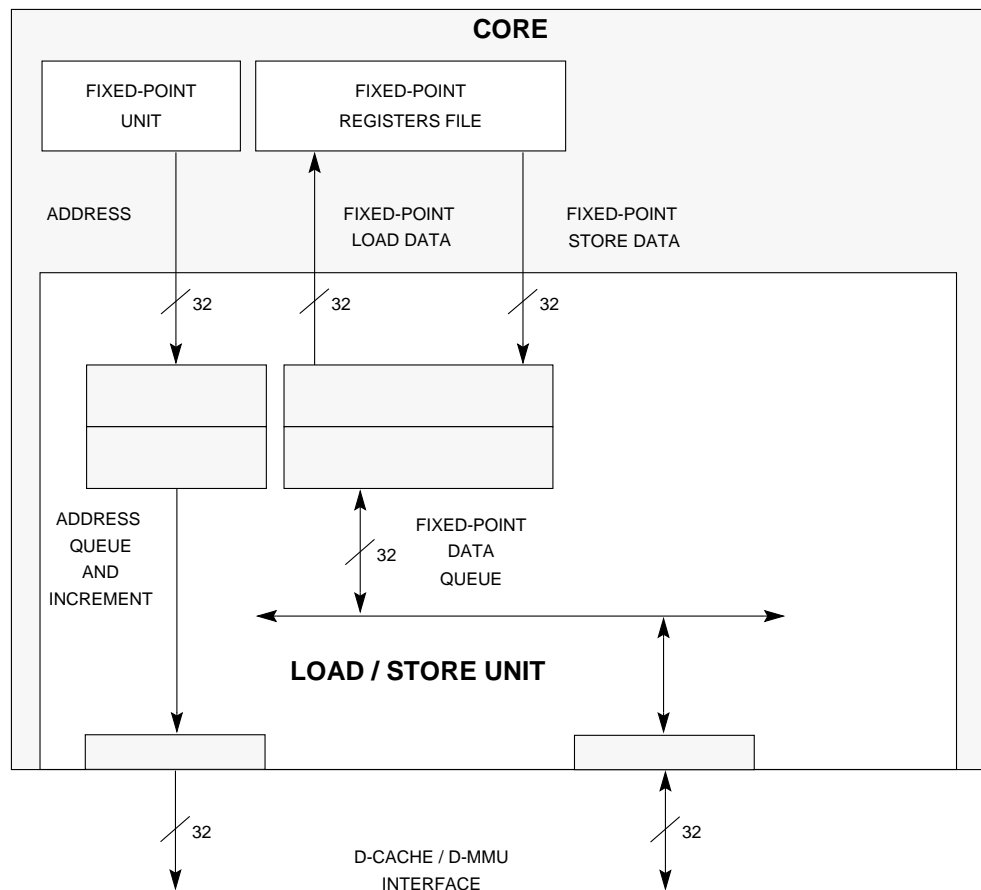 CORE
FIXED-POINT
UNIT
FIXED-POINT
REGISTERS FILE
ADDRESS
FIXED-POINT
LOAD DATA
FIXED-POINT
STORE DATA
32
32
32
ADDRESS
QUEUE
AND
INCREMENT
32
FIXED-POINT
DATA
QUEUE
LOAD / STORE UNIT
32
32
D-CACHE / D-MMU
INTERFACE